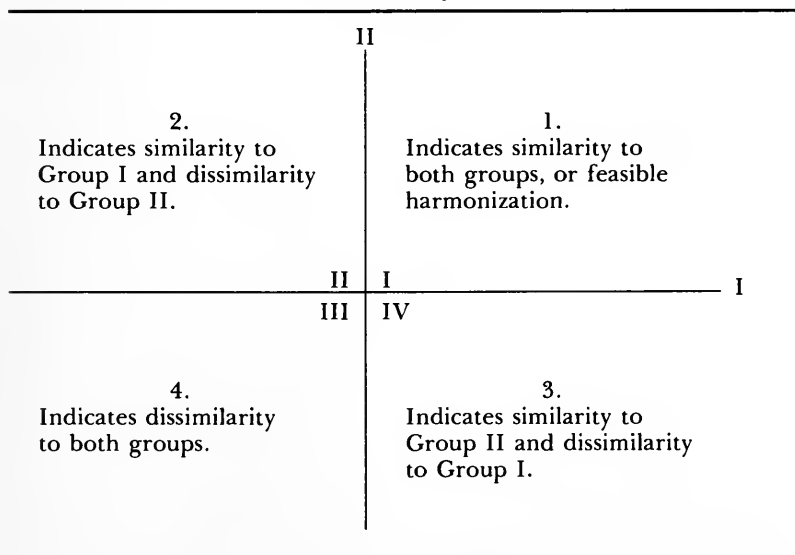 II
2.
Indicates similarity to
Group I and dissimilarity
to Group II.
1.
Indicates similarity to
both groups, or feasible
harmonization.
II I
I
III IV
4.
Indicates dissimilarity
to both groups.
3.
Indicates similarity to
Group II and dissimilarity
to Group I.